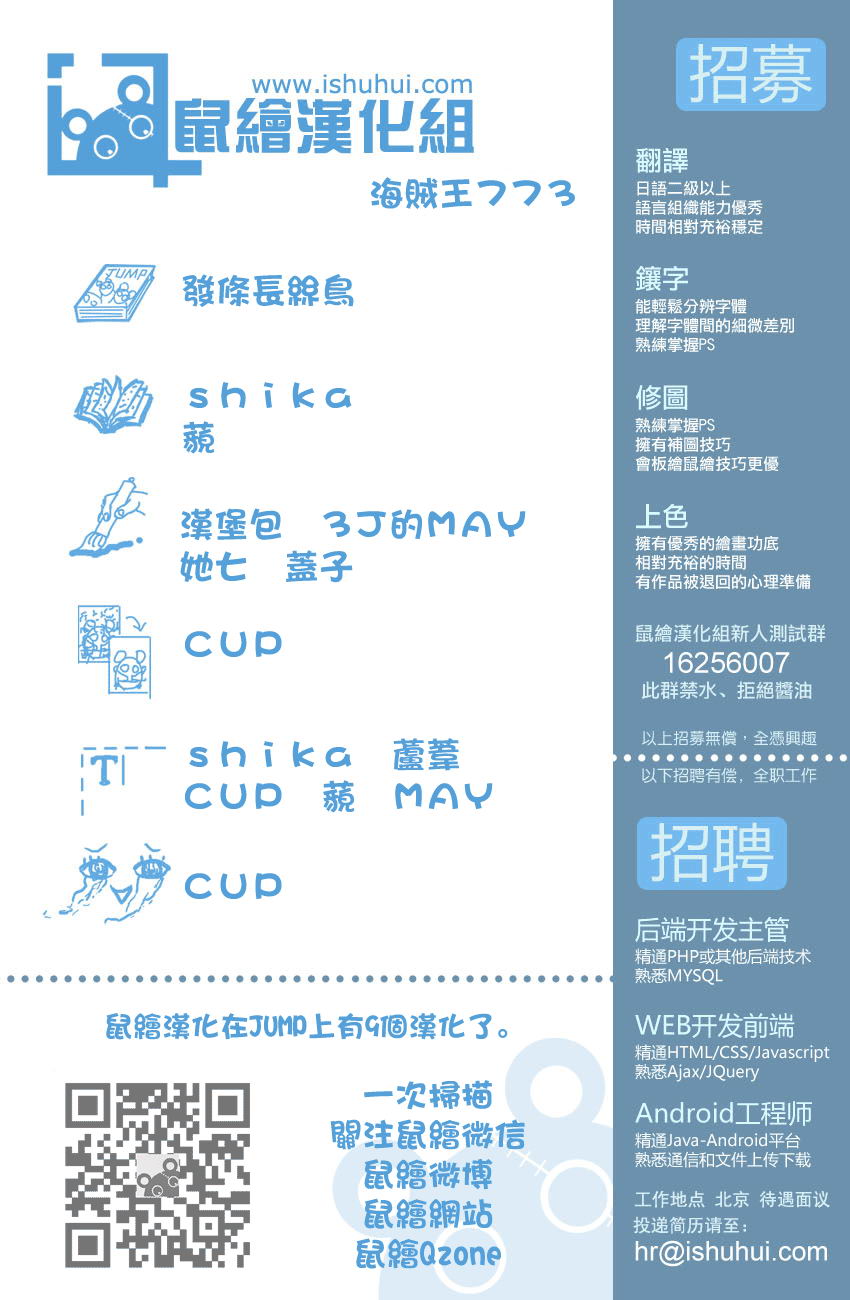 www.ishuhui.com
鼠繪漢化組
海賊王773
JUMP
發條長綜鳥
shika
蘋
漢堡包 3J的MAY
她七 蓋子
CUP
T
shika 蘆葦
CUP 蘋 MAY
CUP
鼠繪漢化在JUMP上有9個漢化了。
一次掃描
關注鼠繪微信
鼠繪微博
鼠繪網站
鼠繪Qzone
招募
翻譯
日語二級以上
語言組織能力優秀
時間相對充裕穩定
鑲字
能輕鬆分辨字體
理解字體間的細微差別
熟練掌握PS
修圖
熟練掌握PS
擁有補圖技巧
會板繪鼠繪技巧更優
上色
擁有優秀的繪畫功底
相對充裕的時間
有作品被退回的心理準備
鼠繪漢化組新人測試群
16256007
此群禁水、拒絕醬油
以上招募無償，全憑興趣
以下招聘有偿，全职工作
招聘
后端开发主管
精通PHP或其他后端技术
熟悉MYSQL
WEB开发前端
精通HTML/CSS/Javascript
熟悉Ajax/JQuery
Android工程师
精通Java-Android平台
熟悉通信和文件上传下载
工作地点 北京 待遇面议
投递简历请至：
hr@ishuhui.com